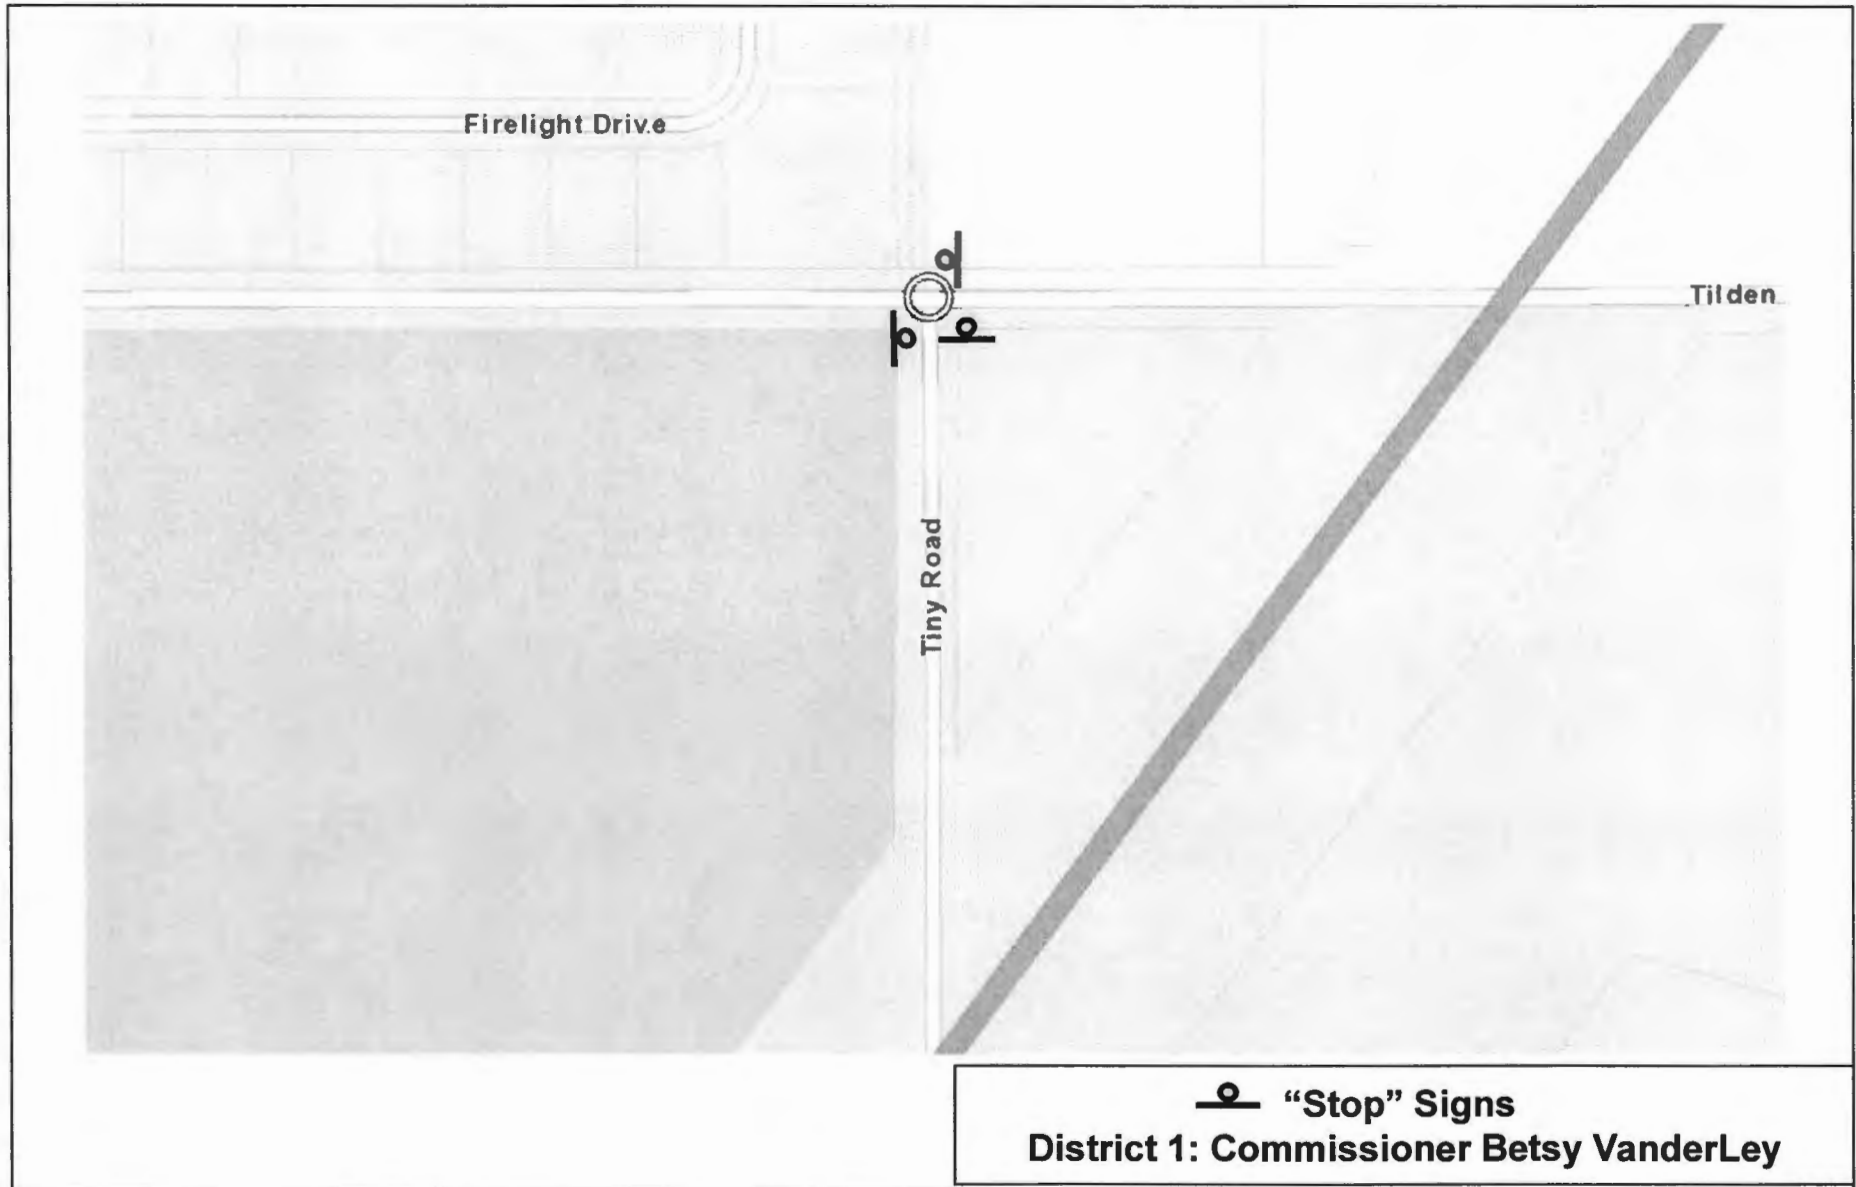 Firelight Drive
Tilden
Tiny Road
“Stop” Signs
District 1: Commissioner Betsy VanderLey